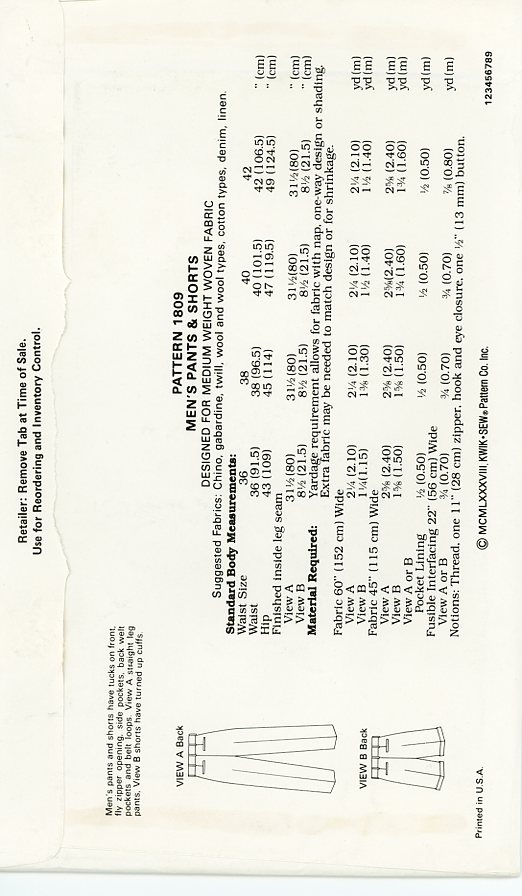 Retailer: Remove Tab at Time of Sale.
Use for Reordering and Inventory Control.
Men's pants and shorts have tucks on front,
fly zipper opening, side pockets, back welt
pockets and belt loops. View A straight leg
pants, View B shorts have turned up cuffs.
PATTERN 1809
MEN'S PANTS & SHORTS
DESIGNED FOR MEDIUM WEIGHT WOVEN FABRIC
Suggested Fabrics: Chino, gabardine, twill, wool and wool types, cotton types, denim, linen.
Standard Body Measurements:
Waist Size 36 38 40 42
Waist 36 (91.5) 38 (96.5) 40 (101.5) 42 (106.5) " (cm)
Hip 43 (109) 45 (114) 47 (119.5) 49 (124.5) " (cm)
Finished inside leg seam
View A 31½(80) 31½(80) 31½(80) 31½(80) " (cm)
View B 8½ (21.5) 8½ (21.5) 8½ (21.5) 8½ (21.5) " (cm)
Material Required: Yardage requirement allows for fabric with nap, one-way design or shading.
Extra fabric may be needed to match design or for shrinkage.
Fabric 60" (152 cm) Wide
View A 2¼ (2.10) 2¼ (2.10) 2¼ (2.10) 2¼ (2.10) yd(m)
View B 1¼(1.15) 1⅜ (1.30) 1½ (1.40) 1½ (1.40) yd(m)
Fabric 45" (115 cm) Wide
View A 2⅝ (2.40) 2⅝ (2.40) 2⅝(2.40) 2⅝ (2.40) yd(m)
View B 1⅝ (1.50) 1⅝ (1.50) 1¾ (1.60) 1¾ (1.60) yd(m)
View A or B
Pocket Lining ½ (0.50) ½ (0.50) ½ (0.50) ½ (0.50) yd(m)
Fusible Interfacing 22" (56 cm) Wide
View A or B ¾ (0.70) ¾ (0.70) ¾ (0.70) ⅞ (0.80) yd(m)
Notions: Thread, one 11" (28 cm) zipper, hook and eye closure, one ½" (13 mm) button.
VIEW A Back
VIEW B Back
Printed in U.S.A.
© MCMLXXXVIII, KWIK•SEW® Pattern Co. Inc.
123456789